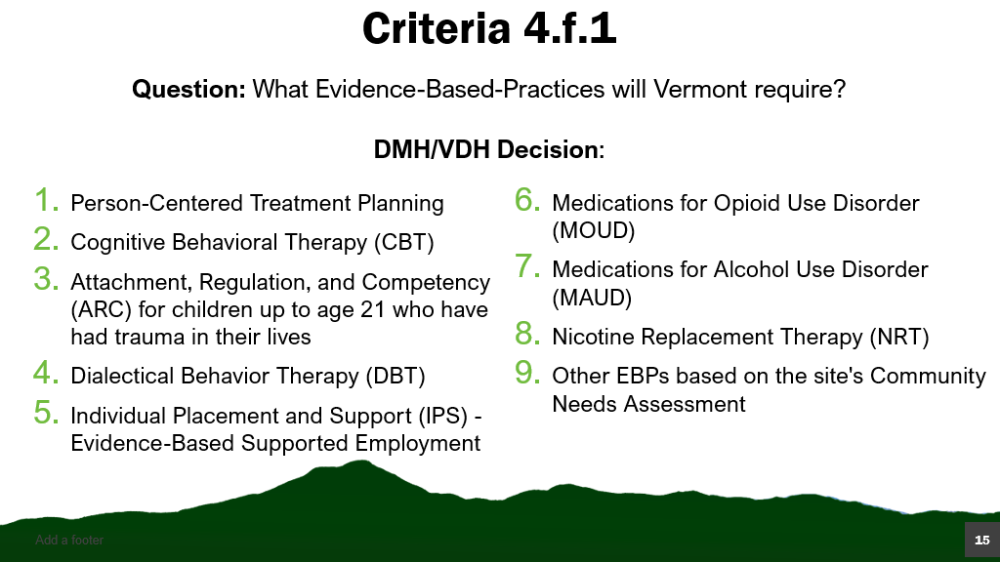 Criteria 4.f.1
Question: What Evidence-Based-Practices will Vermont require?
DMH/VDH Decision:
1. Person-Centered Treatment Planning
2. Cognitive Behavioral Therapy (CBT)
3. Attachment, Regulation, and Competency
(ARC) for children up to age 21 who have
had trauma in their lives
4. Dialectical Behavior Therapy (DBT)
5. Individual Placement and Support (IPS) -
Evidence-Based Supported Employment
6. Medications for Opioid Use Disorder
(MOUD)
7. Medications for Alcohol Use Disorder
(MAUD)
8. Nicotine Replacement Therapy (NRT)
9. Other EBPs based on the site's Community
Needs Assessment
Add a footer
15